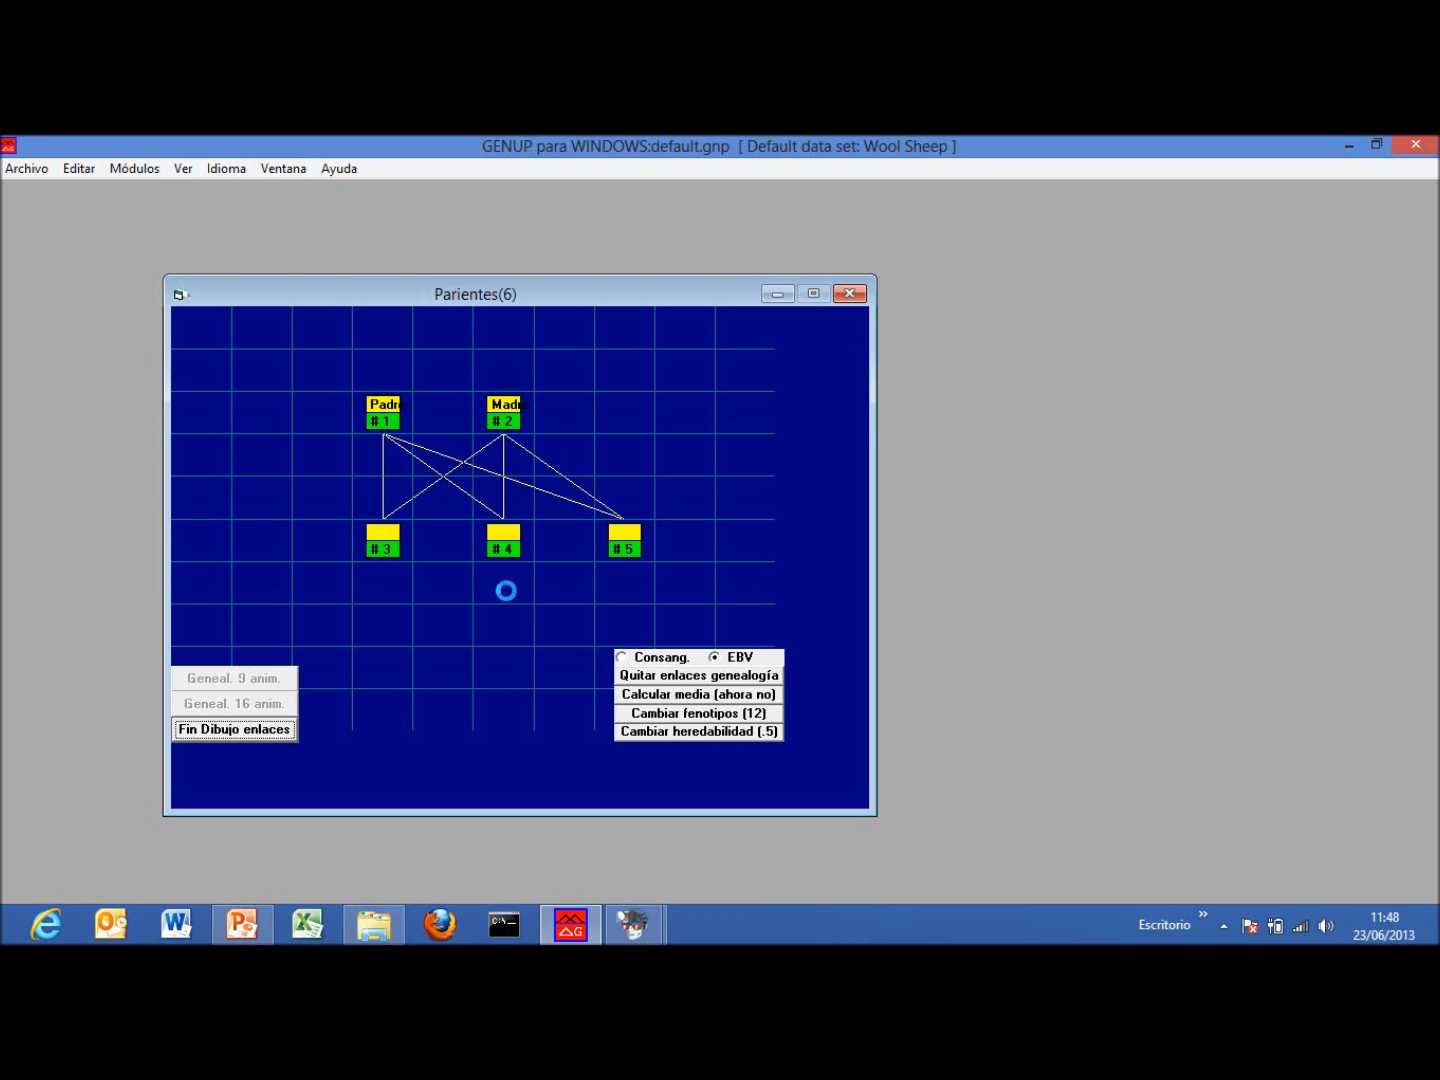 GENUP para WINDOWS:default.gnp [ Default data set: Wool Sheep ]
Archivo Editar Módulos Ver Idioma Ventana Ayuda
Parientes(6)
Padr Mad
# 1 # 2
# 3 # 4 # 5
Consang. EBV
Quitar enlaces genealogía
Calcular media (ahora no)
Cambiar fenotipos (12)
Cambiar heredabilidad (.5)
Geneal. 9 anim.
Geneal. 16 anim.
Fin Dibujo enlaces
Escritorio
11:48
23/06/2013